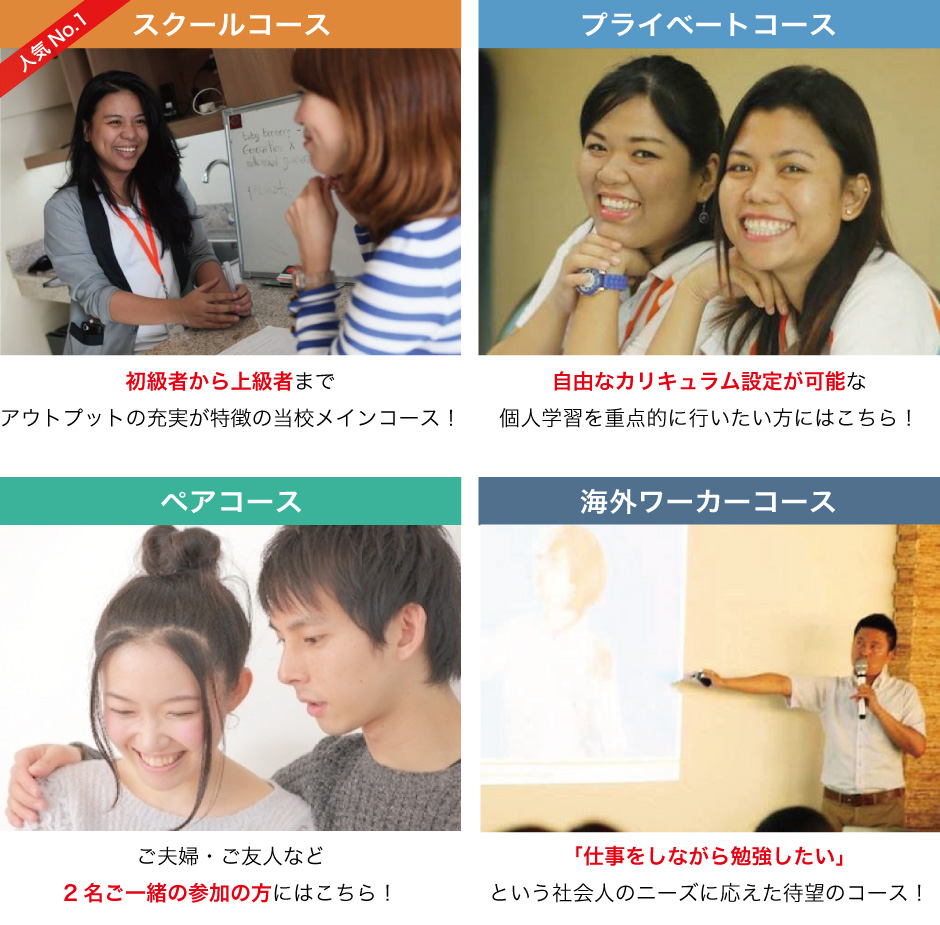 人気 No.1
スクールコース
プライベートコース
baby boomers -
初級者から上級者まで
アウトプットの充実が特徴の当校メインコース！
自由なカリキュラム設定が可能な
個人学習を重点的に行いたい方にはこちら！
ペアコース
海外ワーカーコース
ご夫婦・ご友人など
2 名ご一緒の参加の方にはこちら！
「仕事をしながら勉強したい」
という社会人のニーズに応えた待望のコース！